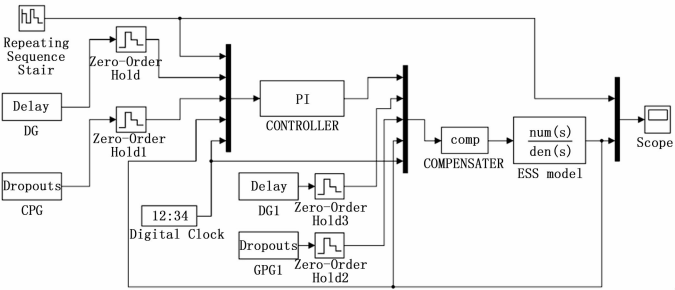 Repeating
Sequence
Stair
Zero-Order
Hold
Delay
DG
Zero-Order
Hold1
Dropouts
CPG
PI
CONTROLLER
12:34
Digital Clock
Delay
DG1
Zero-Order
Hold3
Dropouts
GPG1
Zero-Order
Hold2
comp
COMPENSATER
num(s)
den(s)
ESS model
Scope